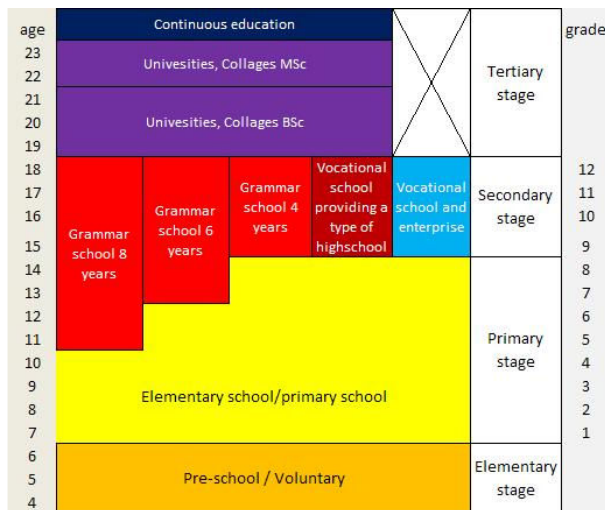 age
Continuous education
grade
23
22
Univesities, Collages MSc
Tertiary
stage
21
20
19
Univesities, Collages BSc
18
17
16
15
Grammar
school 8
years
Grammar
school 6
years
Grammar
school 4
years
Vocational
school
providing a
type of
highschool
Vocational
school and
enterprise
Secondary
stage
12
11
10
9
14
13
12
11
10
9
8
7
Elementary school/primary school
Primary
stage
8
7
6
5
4
3
2
1
6
5
4
Pre-school / Voluntary
Elementary
stage